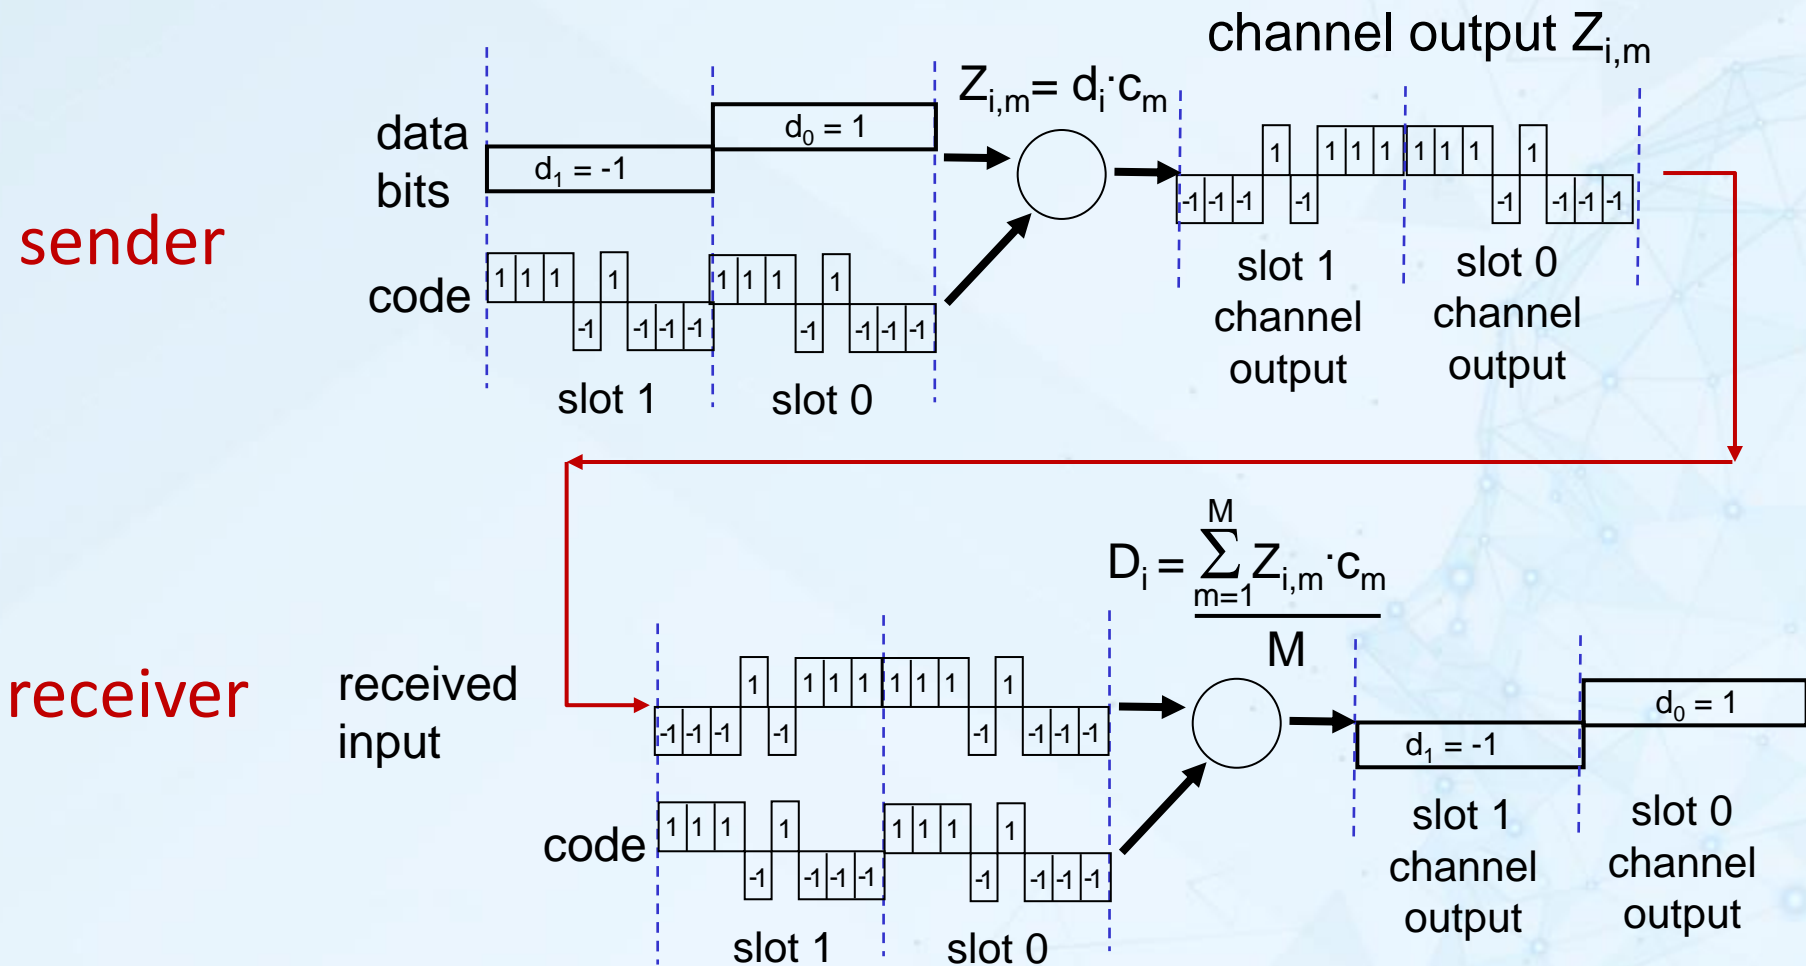 channel output Z_{i,m}
Z_{i,m} = d_i·c_m
data bits
d_0 = 1
d_1 = -1
sender
code
1 1 1 -1 1 -1 -1 -1 1 1 1 -1 1 -1 -1 -1
slot 1
slot 0
-1 -1 -1 1 -1 1 1 1 1 1 1 -1 1 -1 -1 -1
slot 1 channel output
slot 0 channel output
D_i = \frac{\sum_{m=1}^{M} Z_{i,m}·c_m}{M}
receiver
received input
-1 -1 -1 1 -1 1 1 1 1 1 1 -1 1 -1 -1 -1
code
1 1 1 -1 1 -1 -1 -1 1 1 1 -1 1 -1 -1 -1
slot 1
slot 0
d_0 = 1
d_1 = -1
slot 1 channel output
slot 0 channel output